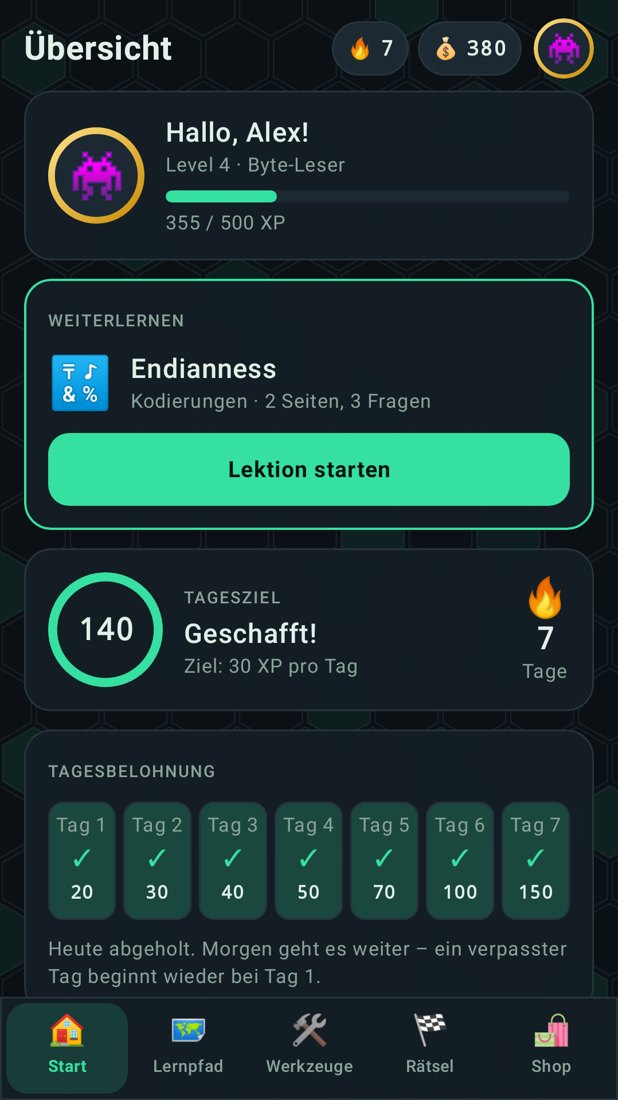 Übersicht
7
380
Hallo, Alex!
Level 4 · Byte-Leser
355 / 500 XP
WEITERLERNEN
Endianness
Kodierungen · 2 Seiten, 3 Fragen
Lektion starten
140
TAGESZIEL
Geschafft!
Ziel: 30 XP pro Tag
7
Tage
TAGESBELOHNUNG
Tag 1 Tag 2 Tag 3 Tag 4 Tag 5 Tag 6 Tag 7
✓ ✓ ✓ ✓ ✓ ✓ ✓
20 30 40 50 70 100 150
Heute abgeholt. Morgen geht es weiter – ein verpasster
Tag beginnt wieder bei Tag 1.
Start Lernpfad Werkzeuge Rätsel Shop